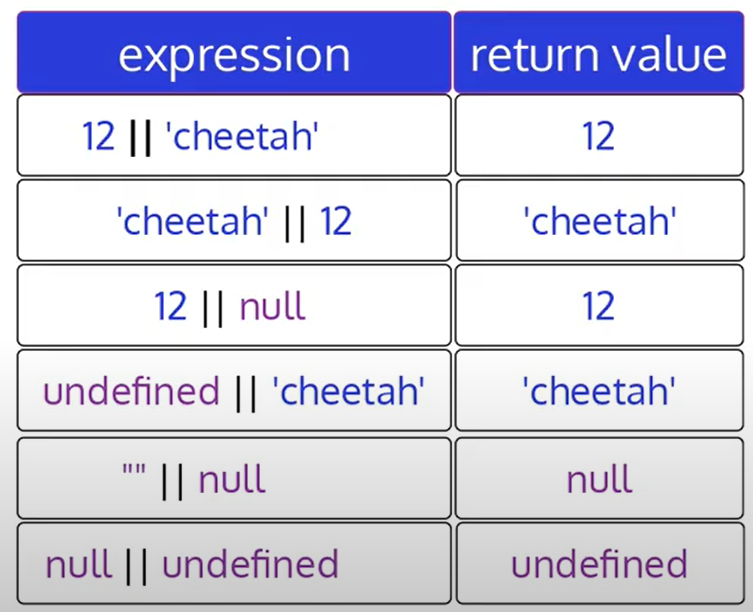 expression return value
12 || 'cheetah' 12
'cheetah' || 12 'cheetah'
12 || null 12
undefined || 'cheetah' 'cheetah'
"" || null null
null || undefined undefined